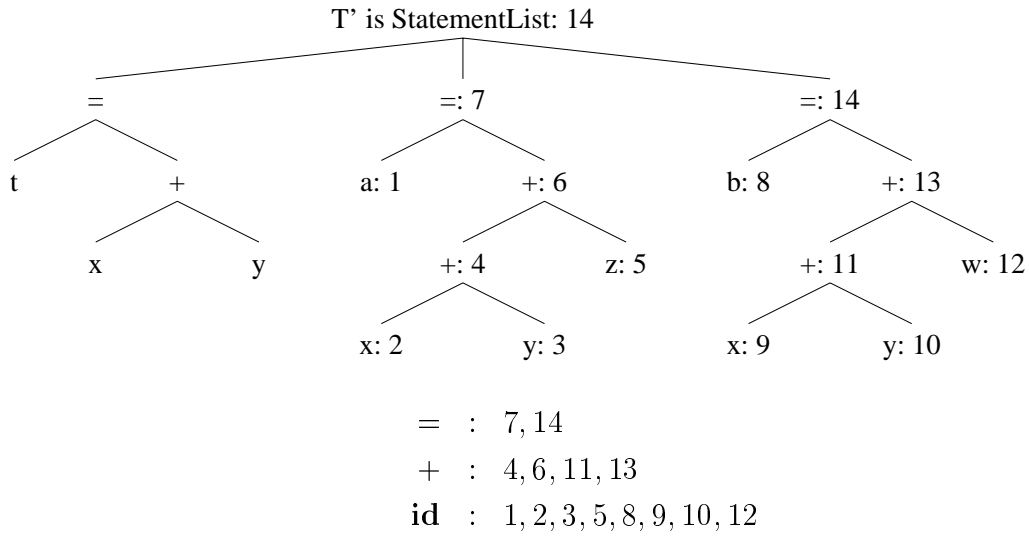 T’ is StatementList: 14
= =: 7 =: 14
t + a: 1 +: 6 b: 8 +: 13
x y +: 4 z: 5 +: 11 w: 12
x: 2 y: 3 x: 9 y: 10
= : 7, 14
+ : 4, 6, 11, 13
id : 1, 2, 3, 5, 8, 9, 10, 12